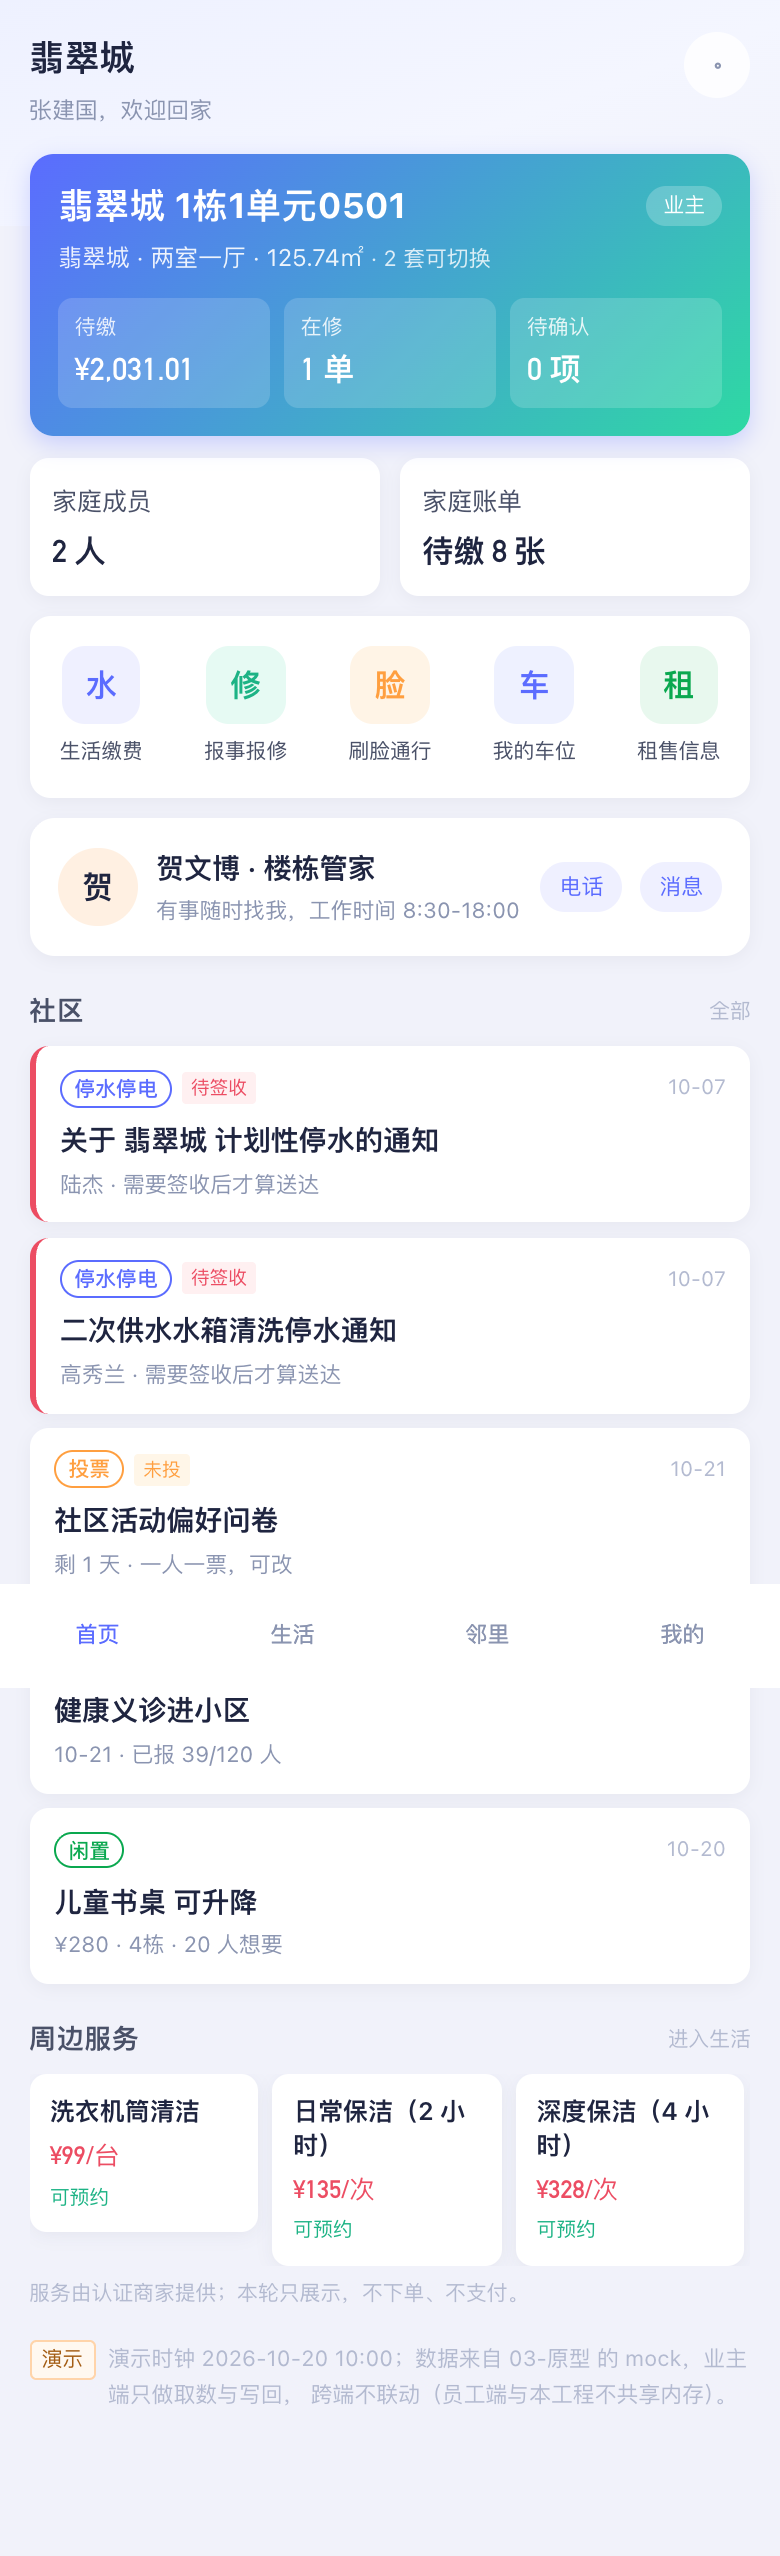 翡翠城
张建国，欢迎回家
翡翠城 1栋1单元0501
业主
翡翠城 · 两室一厅 · 125.74㎡ · 2 套可切换
待缴
¥2,031.01
在修
1 单
待确认
0 项
家庭成员
2 人
家庭账单
待缴 8 张
水
生活缴费
修
报事报修
脸
刷脸通行
车
我的车位
租
租售信息
贺
贺文博 · 楼栋管家
有事随时找我，工作时间 8:30-18:00
电话
消息
社区
全部
停水停电 待签收 10-07
关于 翡翠城 计划性停水的通知
陆杰 · 需要签收后才算送达
停水停电 待签收 10-07
二次供水水箱清洗停水通知
高秀兰 · 需要签收后才算送达
投票 未投 10-21
社区活动偏好问卷
剩 1 天 · 一人一票，可改
首页 生活 邻里 我的
健康义诊进小区
10-21 · 已报 39/120 人
闲置 10-20
儿童书桌 可升降
¥280 · 4栋 · 20 人想要
周边服务
进入生活
洗衣机筒清洁
¥99/台
可预约
日常保洁（2 小
时）
¥135/次
可预约
深度保洁（4 小
时）
¥328/次
可预约
服务由认证商家提供；本轮只展示，不下单、不支付。
演示
演示时钟 2026-10-20 10:00；数据来自 03-原型 的 mock，业主
端只做取数与写回， 跨端不联动（员工端与本工程不共享内存）。